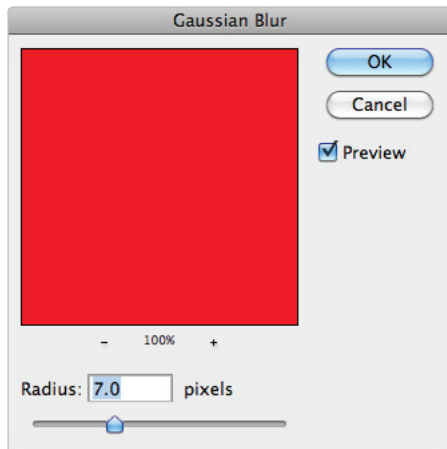 Gaussian Blur
OK
Cancel
Preview
- 100% +
Radius: 7.0 pixels